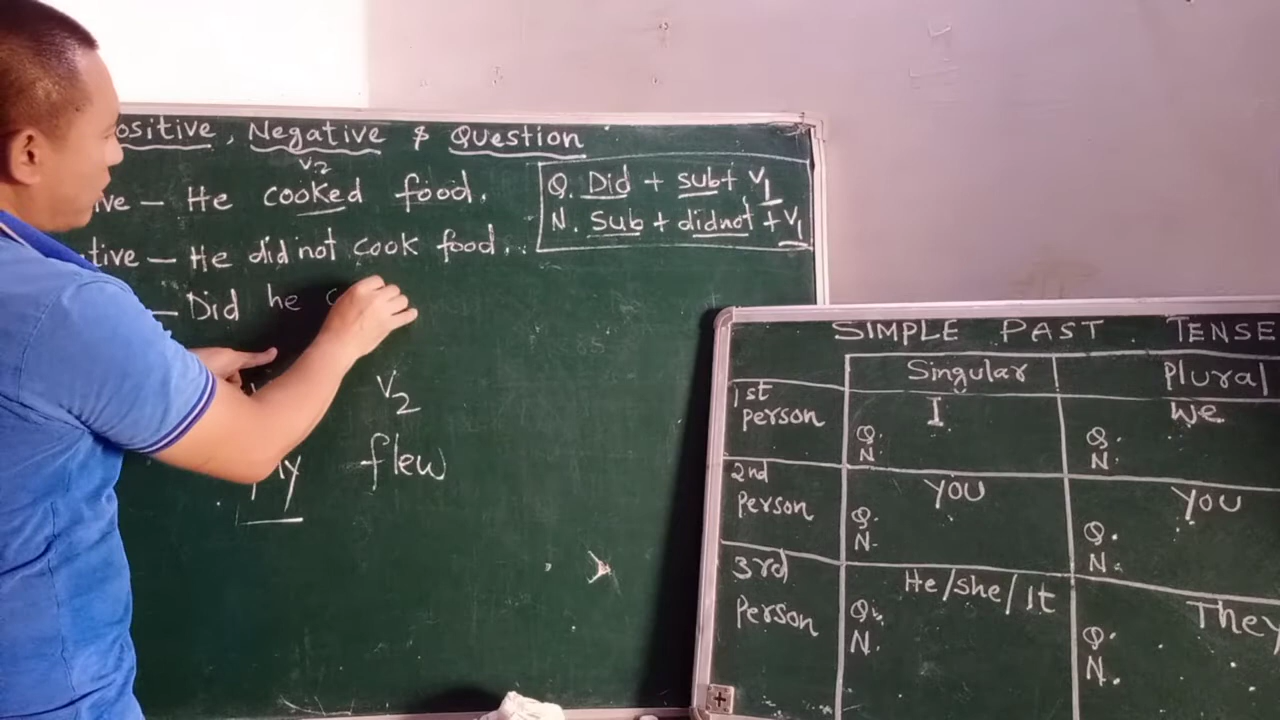 ositive, Negative & Question
V2
ive – He cooked food.
tive – He did not cook food..
– Did he c
Q. Did + sub + V1
N. Sub + didnot + V1
V2
flew
SIMPLE PAST TENSE
Singular Plural
1st person I We
Q. Q.
N. N.
2nd person you you
Q. Q.
N. N.
3rd person He/she/It They
Q. Q.
N. N.